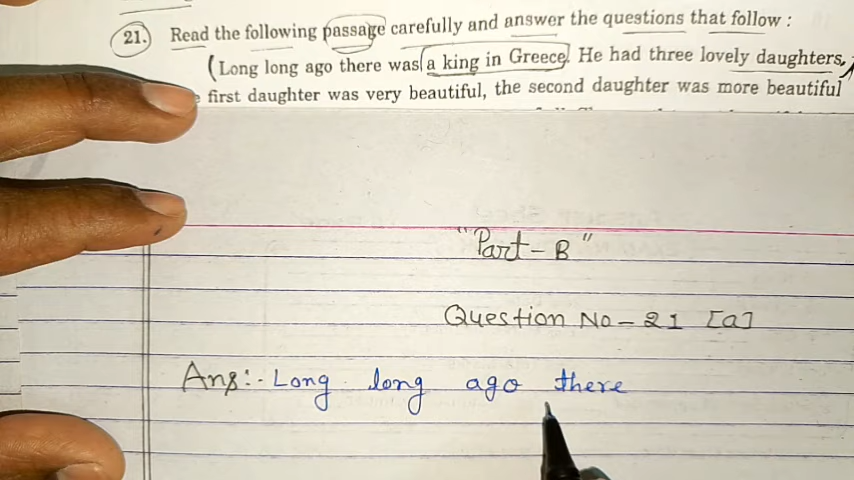 21. Read the following passage carefully and answer the questions that follow :
(Long long ago there was a king in Greece. He had three lovely daughters,
first daughter was very beautiful, the second daughter was more beautiful
"Part-B"
Question No-21 [a]
Ans:- Long long ago there